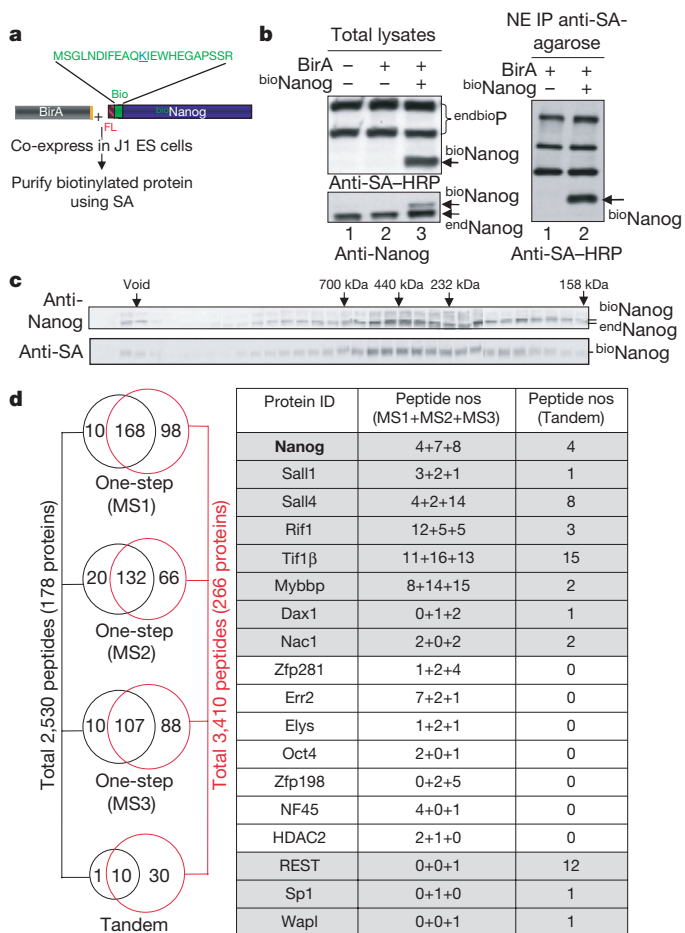 a
MSGLNDIFEAQKIEWHEGAPSSR
Bio
BirA
+
bioNanog
FL
Co-express in J1 ES cells
Purify biotinylated protein
using SA
b
Total lysates
BirA – + +
bioNanog – – +
endbioP
bioNanog
Anti-SA–HRP
bioNanog
endNanog
1 2 3
Anti-Nanog
NE IP anti-SA-
agarose
BirA + +
bioNanog – +
bioNanog
1 2
Anti-SA–HRP
c
Void 700 kDa 440 kDa 232 kDa 158 kDa
Anti-
Nanog
bioNanog
endNanog
Anti-SA
bioNanog
d
Total 2,530 peptides (178 proteins)
10 168 98
One-step
(MS1)
20 132 66
One-step
(MS2)
10 107 88
One-step
(MS3)
1 10 30
Tandem
Total 3,410 peptides (266 proteins)
Protein ID Peptide nos (MS1+MS2+MS3) Peptide nos (Tandem)
Nanog 4+7+8 4
Sall1 3+2+1 1
Sall4 4+2+14 8
Rif1 12+5+5 3
Tif1β 11+16+13 15
Mybbp 8+14+15 2
Dax1 0+1+2 1
Nac1 2+0+2 2
Zfp281 1+2+4 0
Err2 7+2+1 0
Elys 1+2+1 0
Oct4 2+0+1 0
Zfp198 0+2+5 0
NF45 4+0+1 0
HDAC2 2+1+0 0
REST 0+0+1 12
Sp1 0+1+0 1
Wapl 0+0+1 1